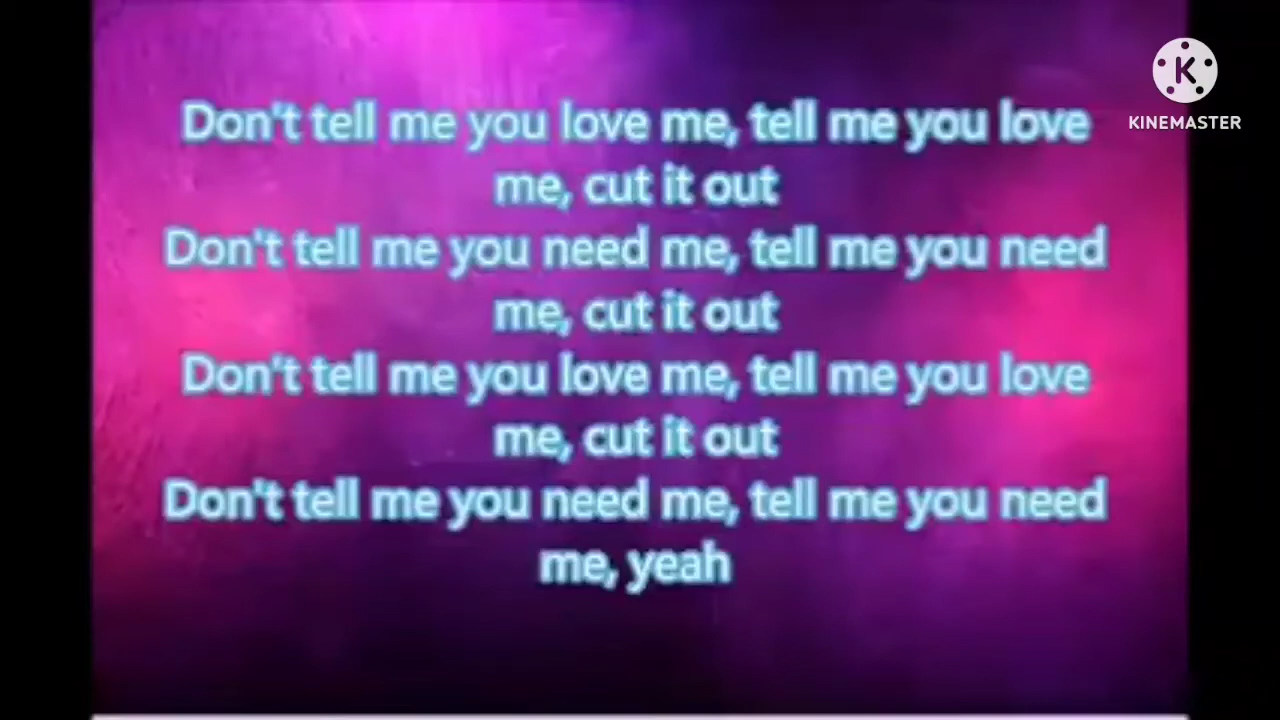 Don't tell me you love me, tell me you love
me, cut it out
Don't tell me you need me, tell me you need
me, cut it out
Don't tell me you love me, tell me you love
me, cut it out
Don't tell me you need me, tell me you need
me, yeah
K
KINEMASTER